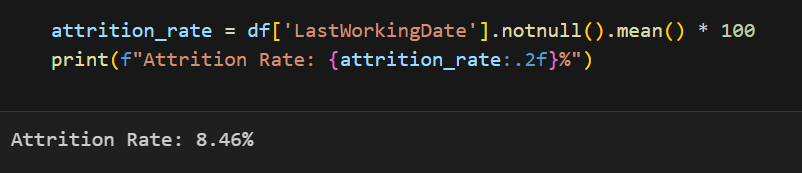 attrition_rate = df['LastWorkingDate'].notnull().mean() * 100
print(f"Attrition Rate: {attrition_rate:.2f}%")
Attrition Rate: 8.46%